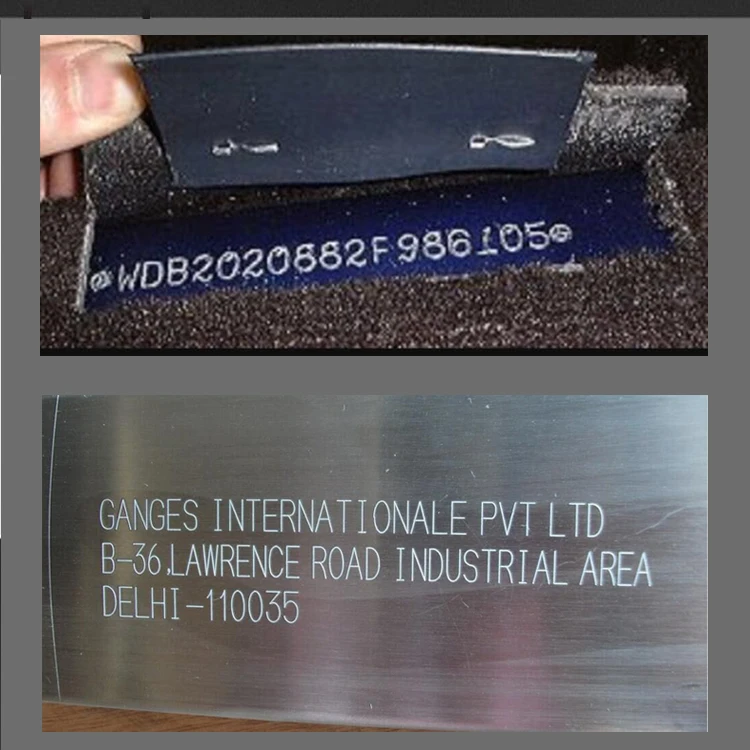 WDB2020882F986105
GANGES INTERNATIONALE PVT LTD
B-36,LAWRENCE ROAD INDUSTRIAL AREA
DELHI-110035